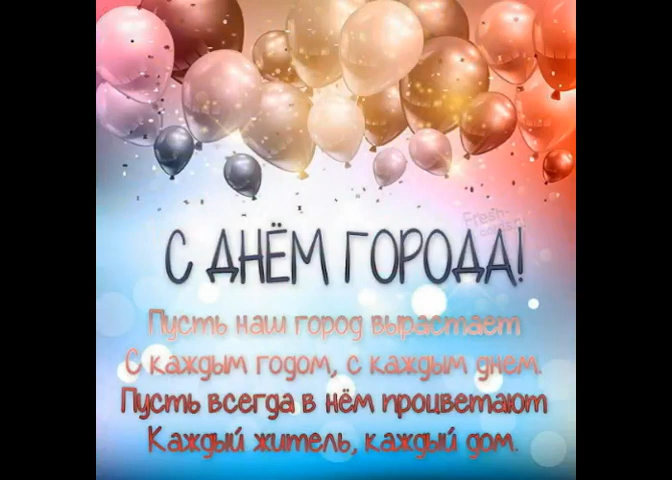 С ДНЁМ ГОРОДА!
Пусть наш город вырастает
С каждым годом, с каждым днем.
Пусть всегда в нём процветают
Каждый житель, каждый дом.